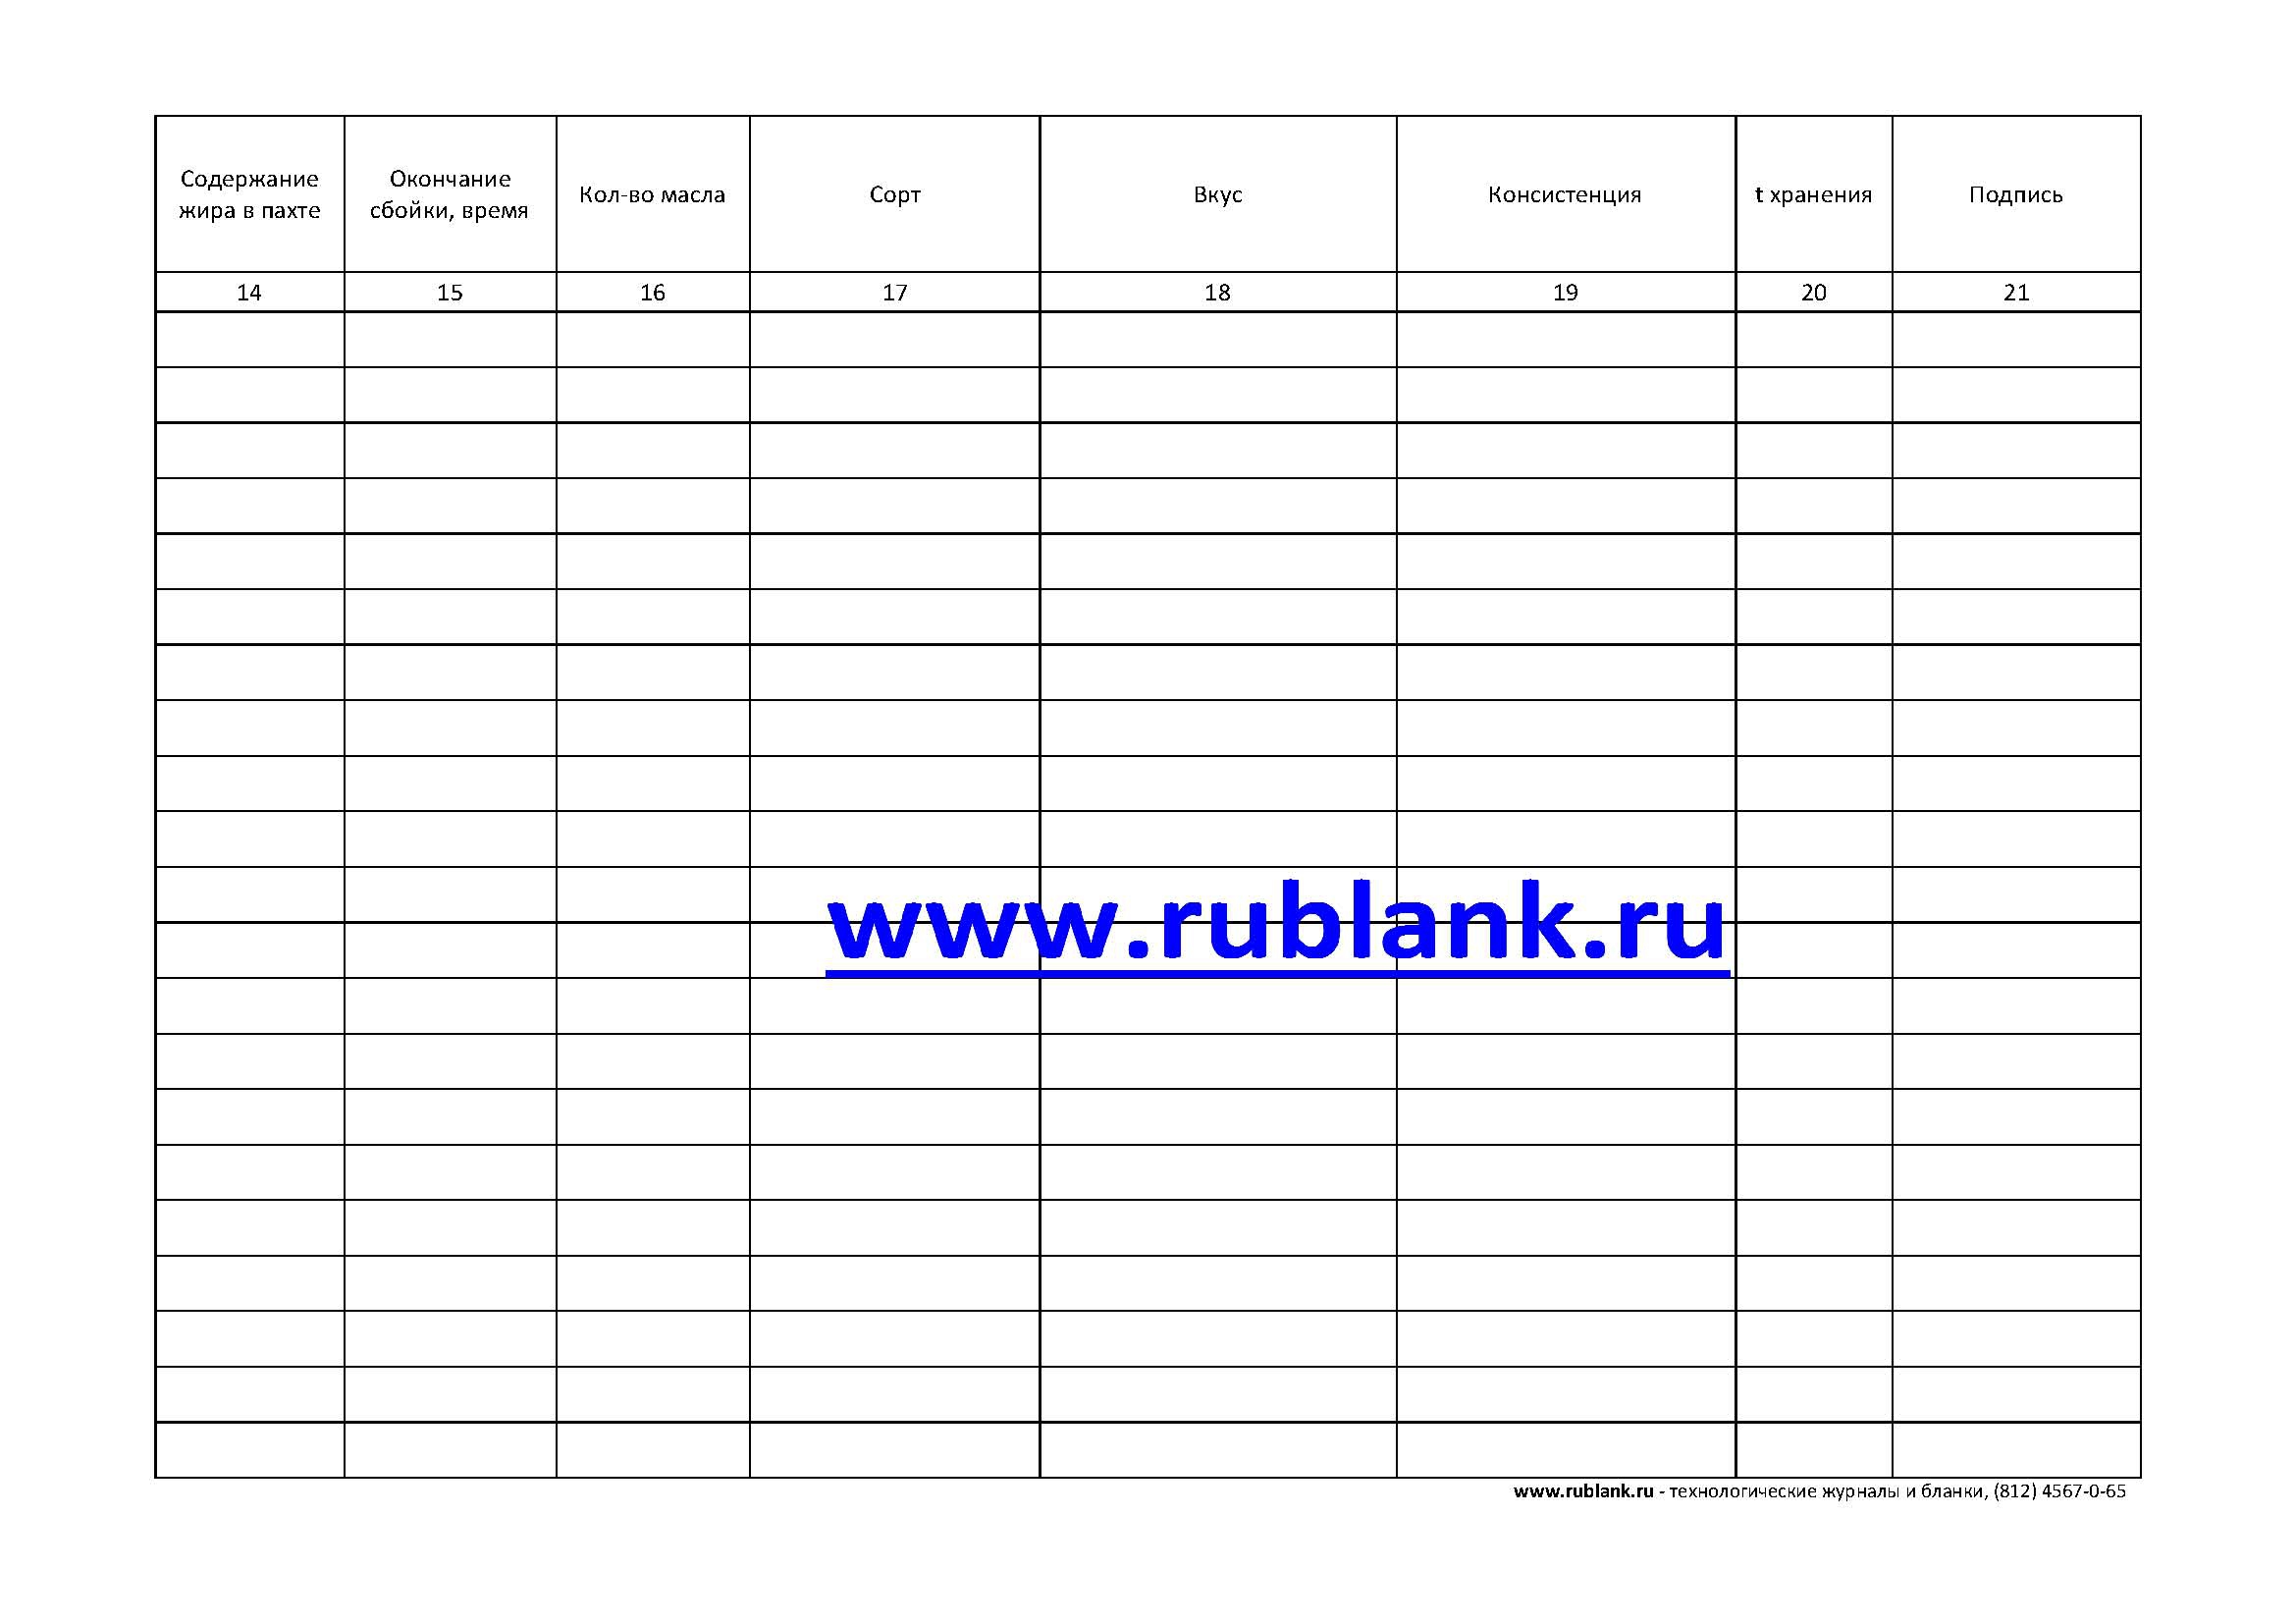 Содержание
жира в пахте
Окончание
сбойки, время
Кол-во масла
Сорт
Вкус
Консистенция
t хранения
Подпись
14 15 16 17 18 19 20 21
www.rublank.ru
www.rublank.ru - технологические журналы и бланки, (812) 4567-0-65